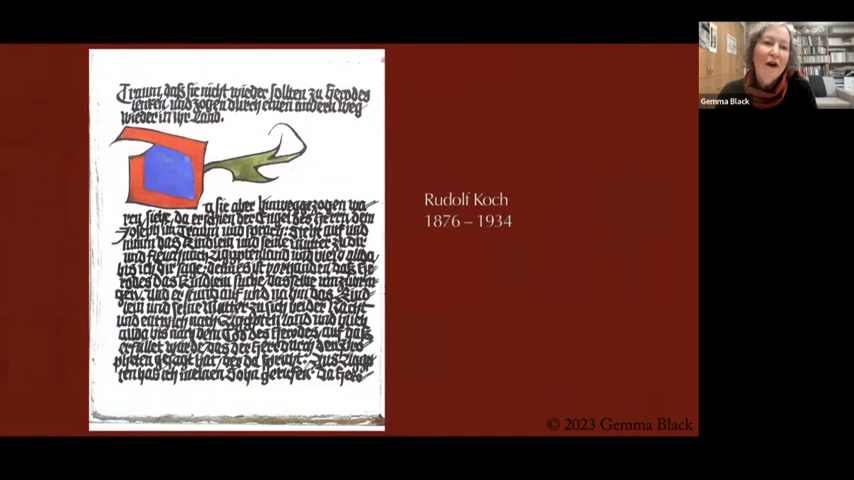 Traum, daß sie nicht wieder sollten zu Herodes
lenken, und zogen durch einen andern Weg
wieder in ihr Land.
Da sie aber hinweggezogen wa-
ren, siehe, da erschien der Engel des Herrn dem
Joseph im Traum und sprach: Steht auf und
nimm das Kindlein und seine Mutter zu dir
und fleuch nach Ägyptenland und bleib allda
bis ich dir sage; denn es ist vorhanden, daß He-
rodes das Kindlein suche, dasselbe umzubrin-
gen. Und er stund auf und nahm das Kind-
lein und seine Mutter zu sich bei der Nacht
und entwich nach Ägyptenland und blieb
allda bis nach dem Tod des Herodes, auf daß
erfüllet würde, das der Herr durch den Pro-
pheten gesagt hat, der da spricht: Aus Ägyp-
ten hab ich meinen Sohn gerufen. Da Hero-
Rudolf Koch
1876 – 1934
© 2023 Gemma Black
Gemma Black